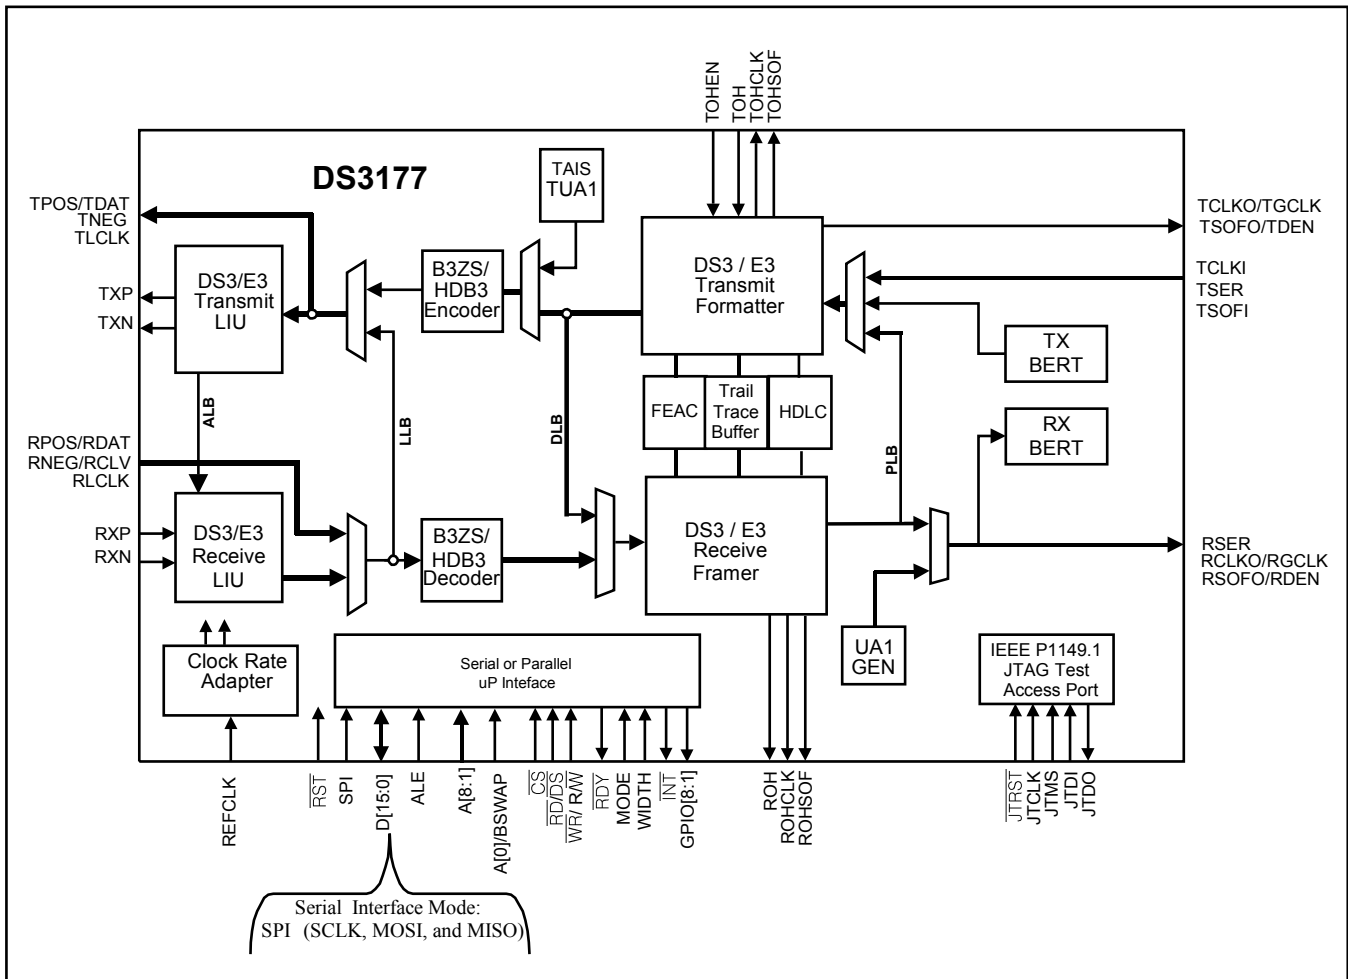 TOHEN
TOH
TOHCLK
TOHSOF
DS3177
TAIS
TUA1
TPOS/TDAT
TNEG
TLCLK
TCLKO/TGCLK
TSOFO/TDEN
DS3/E3
Transmit
LIU
B3ZS/
HDB3
Encoder
DS3 / E3
Transmit
Formatter
TCLKI
TSER
TSOFI
TXP
TXN
TX
BERT
ALB
LLB
DLB
FEAC
Trail
Trace
Buffer
HDLC
PLB
RX
BERT
RPOS/RDAT
RNEG/RCLV
RLCLK
RXP
RXN
DS3/E3
Receive
LIU
B3ZS/
HDB3
Decoder
DS3 / E3
Receive
Framer
RSER
RCLKO/RGCLK
RSOFO/RDEN
Clock Rate
Adapter
Serial or Parallel
uP Inteface
UA1
GEN
IEEE P1149.1
JTAG Test
Access Port
REFCLK
RST
SPI
D[15:0]
ALE
A[8:1]
A[0]/BSWAP
CS
RD/DS
WR/ R/W
RDY
MODE
WIDTH
INT
GPIO[8:1]
ROH
ROHCLK
ROHSOF
JTRST
JTCLK
JTMS
JTDI
JTDO
Serial Interface Mode:
SPI (SCLK, MOSI, and MISO)